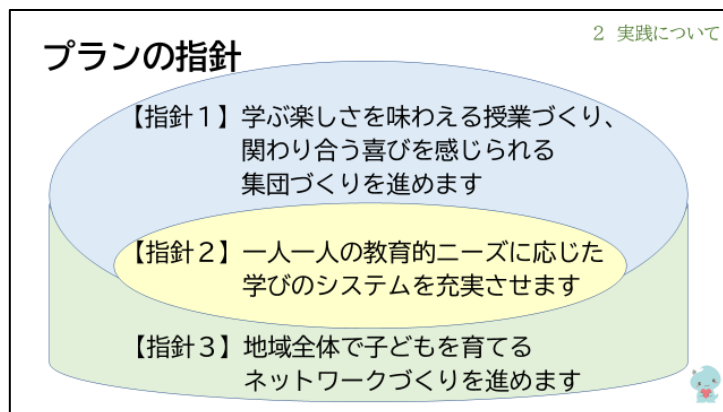 2 実践について
プランの指針
【指針1】学ぶ楽しさを味わえる授業づくり、
関わり合う喜びを感じられる
集団づくりを進めます
【指針2】一人一人の教育的ニーズに応じた
学びのシステムを充実させます
【指針3】地域全体で子どもを育てる
ネットワークづくりを進めます